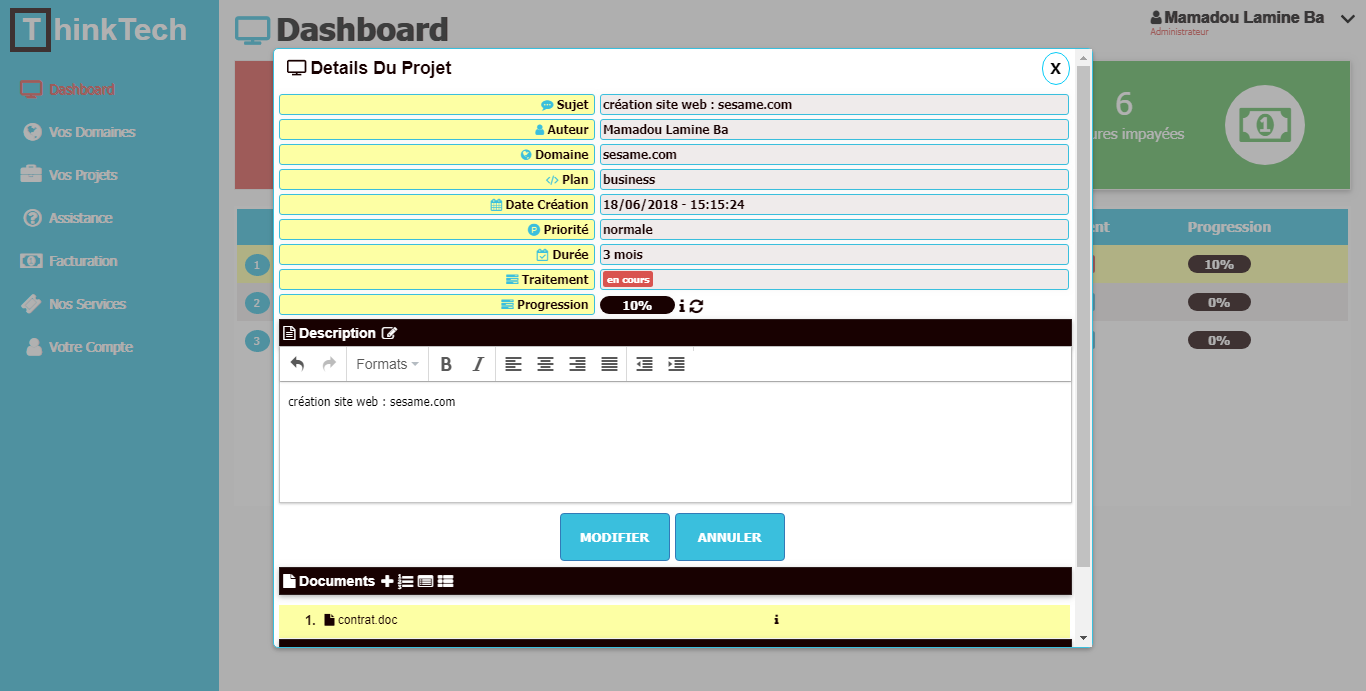 ThinkTech
Dashboard
Vos Domaines
Vos Projets
Assistance
Facturation
Nos Services
Votre Compte
Dashboard
Mamadou Lamine Ba
Administrateur
6
ures impayées
1
nt Progression
1 10%
2 0%
3 0%
Details Du Projet X
Sujet création site web : sesame.com
Auteur Mamadou Lamine Ba
Domaine sesame.com
Plan business
Date Création 18/06/2018 - 15:15:24
Priorité normale
Durée 3 mois
Traitement en cours
Progression 10%
Description
Formats B I
création site web : sesame.com
MODIFIER ANNULER
Documents
1. contrat.doc